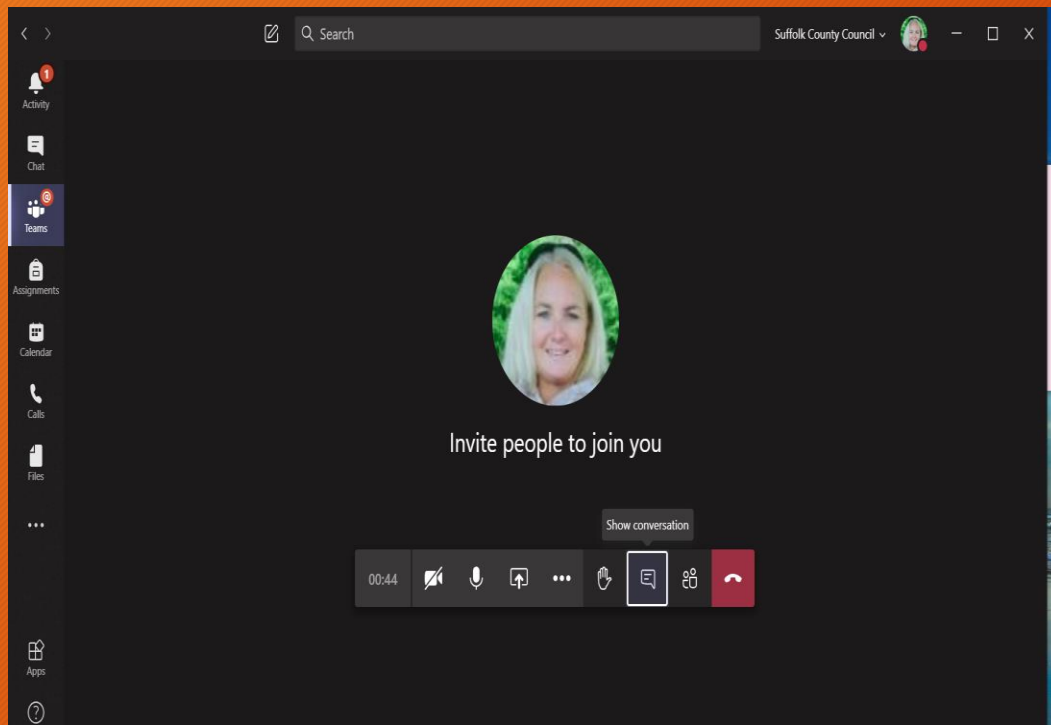 Search
Suffolk County Council
1
Activity
Chat
@
Teams
Assignments
Calendar
Calls
Files
Invite people to join you
Show conversation
00:44
Apps
?